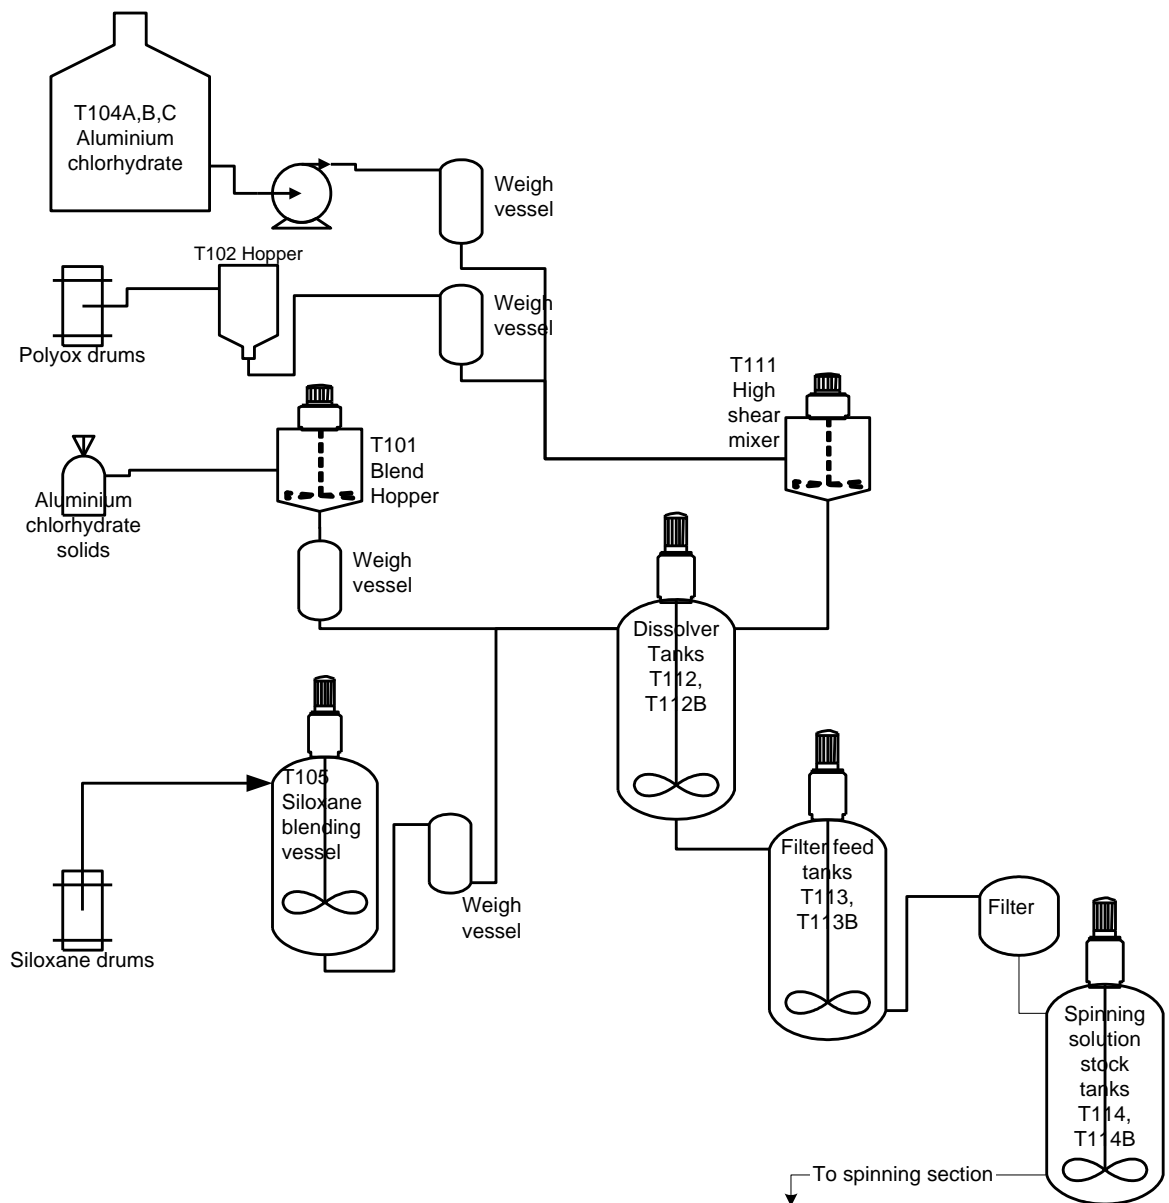 T104A,B,C
Aluminium
chlorhydrate
Weigh
vessel
T102 Hopper
Weigh
vessel
Polyox drums
T111
High
shear
mixer
T101
Blend
Hopper
Aluminium
chlorhydrate
solids
Weigh
vessel
Dissolver
Tanks
T112,
T112B
T105
Siloxane
blending
vessel
Filter feed
tanks
T113,
T113B
Weigh
vessel
Filter
Siloxane drums
Spinning
solution
stock
tanks
T114,
T114B
To spinning section